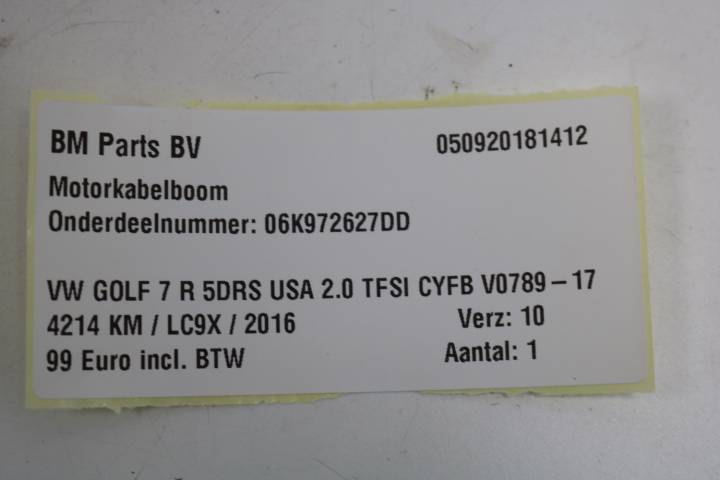 BM Parts BV 050920181412
Motorkabelboom
Onderdeelnummer: 06K972627DD
VW GOLF 7 R 5DRS USA 2.0 TFSI CYFB V0789-17
4214 KM / LC9X / 2016 Verz: 10
99 Euro incl. BTW Aantal: 1